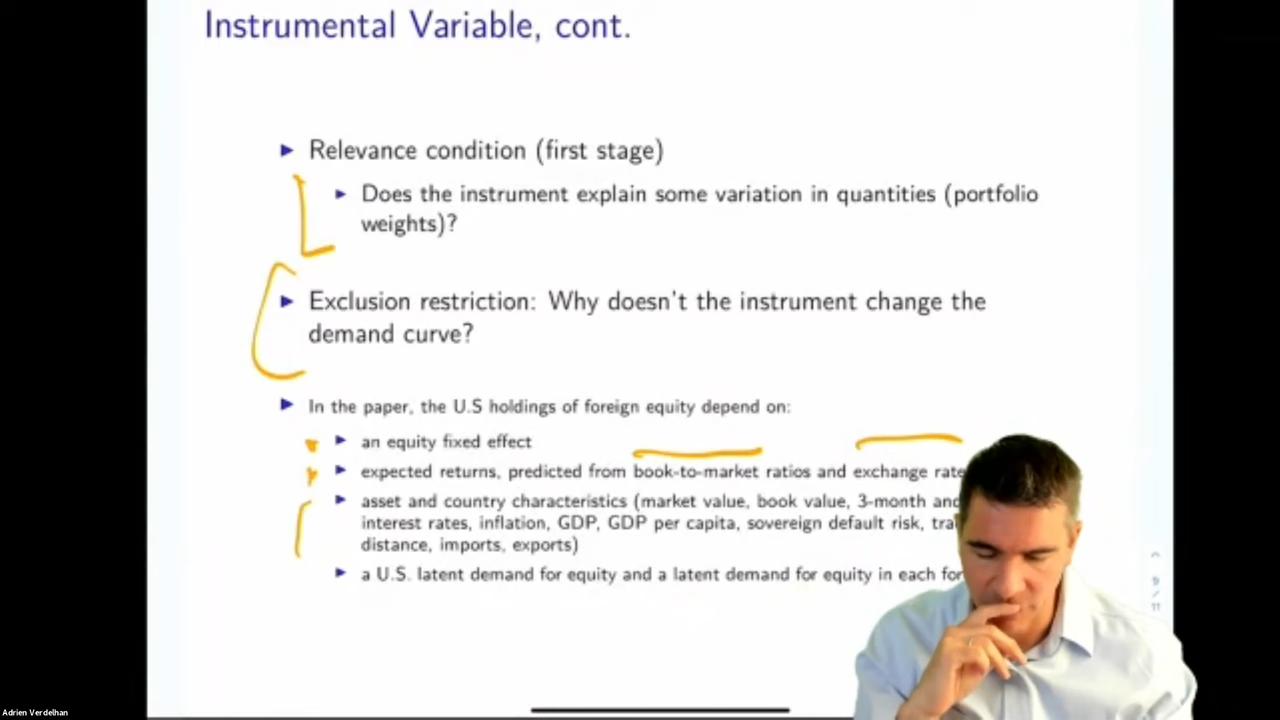 Instrumental Variable, cont.
Relevance condition (first stage)
Does the instrument explain some variation in quantities (portfolio
weights)?
Exclusion restriction: Why doesn't the instrument change the
demand curve?
In the paper, the U.S holdings of foreign equity depend on:
an equity fixed effect
expected returns, predicted from book-to-market ratios and exchange rate
asset and country characteristics (market value, book value, 3-month and
interest rates, inflation, GDP, GDP per capita, sovereign default risk,
distance, imports, exports)
a U.S. latent demand for equity and a latent demand for equity in each
9 / 11
Adrien Verdelhan